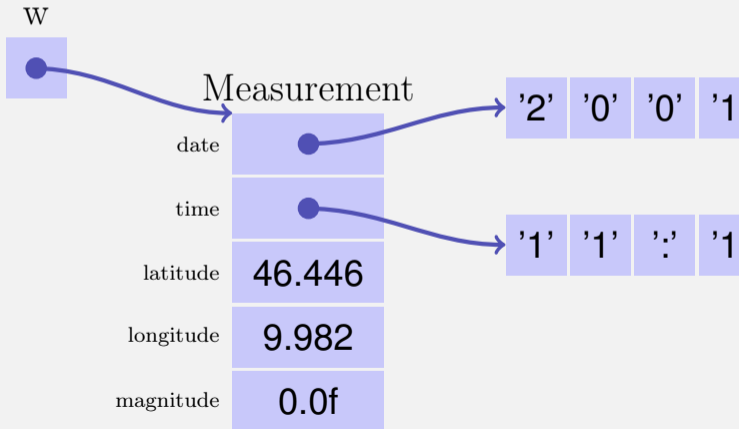 w
Measurement
date
time
latitude 46.446
longitude 9.982
magnitude 0.0f
'2' '0' '0' '1
'1' '1' ':' '1